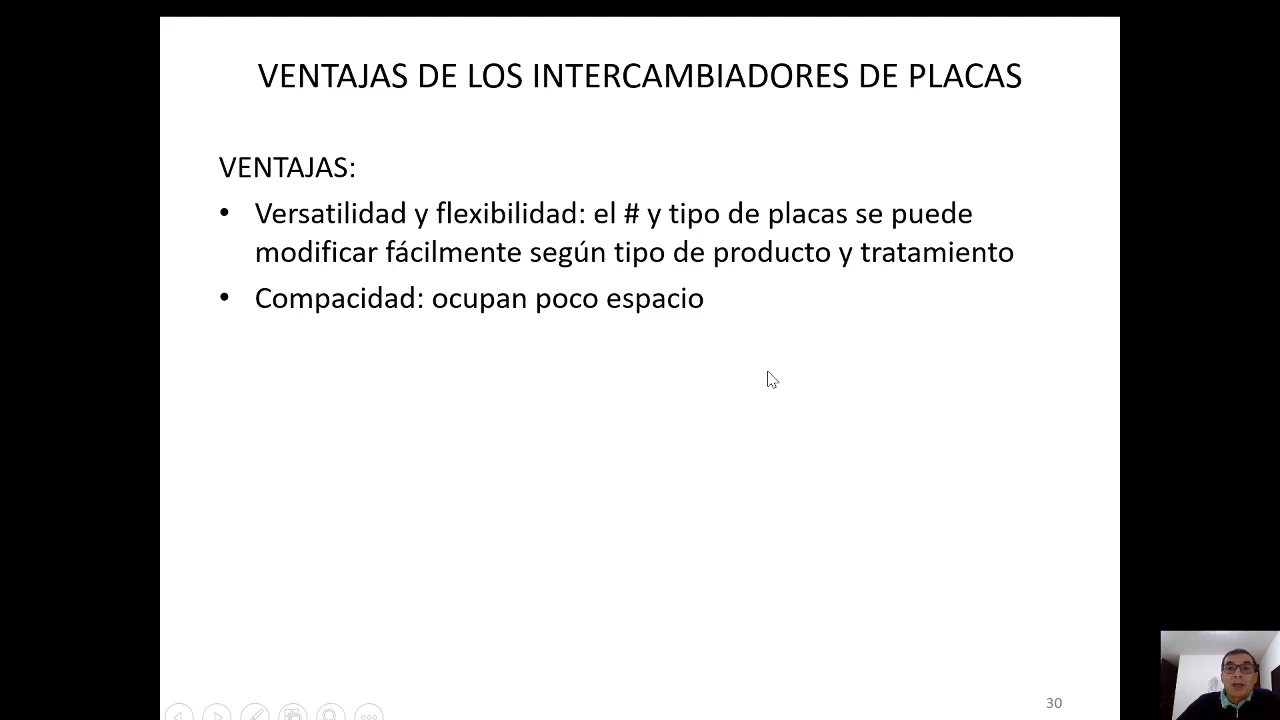 VENTAJAS DE LOS INTERCAMBIADORES DE PLACAS
VENTAJAS:
• Versatilidad y flexibilidad: el # y tipo de placas se puede
modificar fácilmente según tipo de producto y tratamiento
• Compacidad: ocupan poco espacio
30